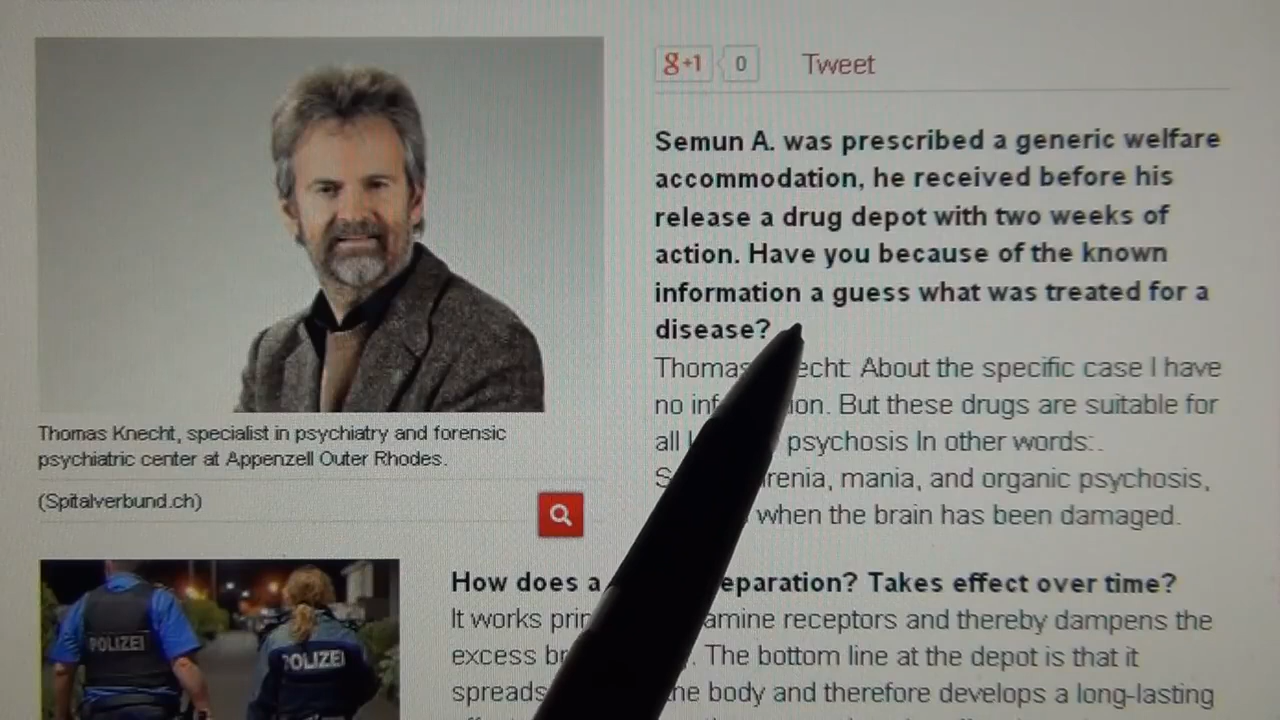 g+1 0 Tweet
Semun A. was prescribed a generic welfare
accommodation, he received before his
release a drug depot with two weeks of
action. Have you because of the known
information a guess what was treated for a
disease?
Thomas echt: About the specific case I have
no inf ion. But these drugs are suitable for
all psychosis In other words:.
S renia, mania, and organic psychosis,
when the brain has been damaged.
Thomas Knecht, specialist in psychiatry and forensic
psychiatric center at Appenzell Outer Rhodes.
(Spitalverbund.ch)
POLIZEI
POLIZEI
How does a eparation? Takes effect over time?
It works prin amine receptors and thereby dampens the
excess br . The bottom line at the depot is that it
spreads he body and therefore develops a long-lasting